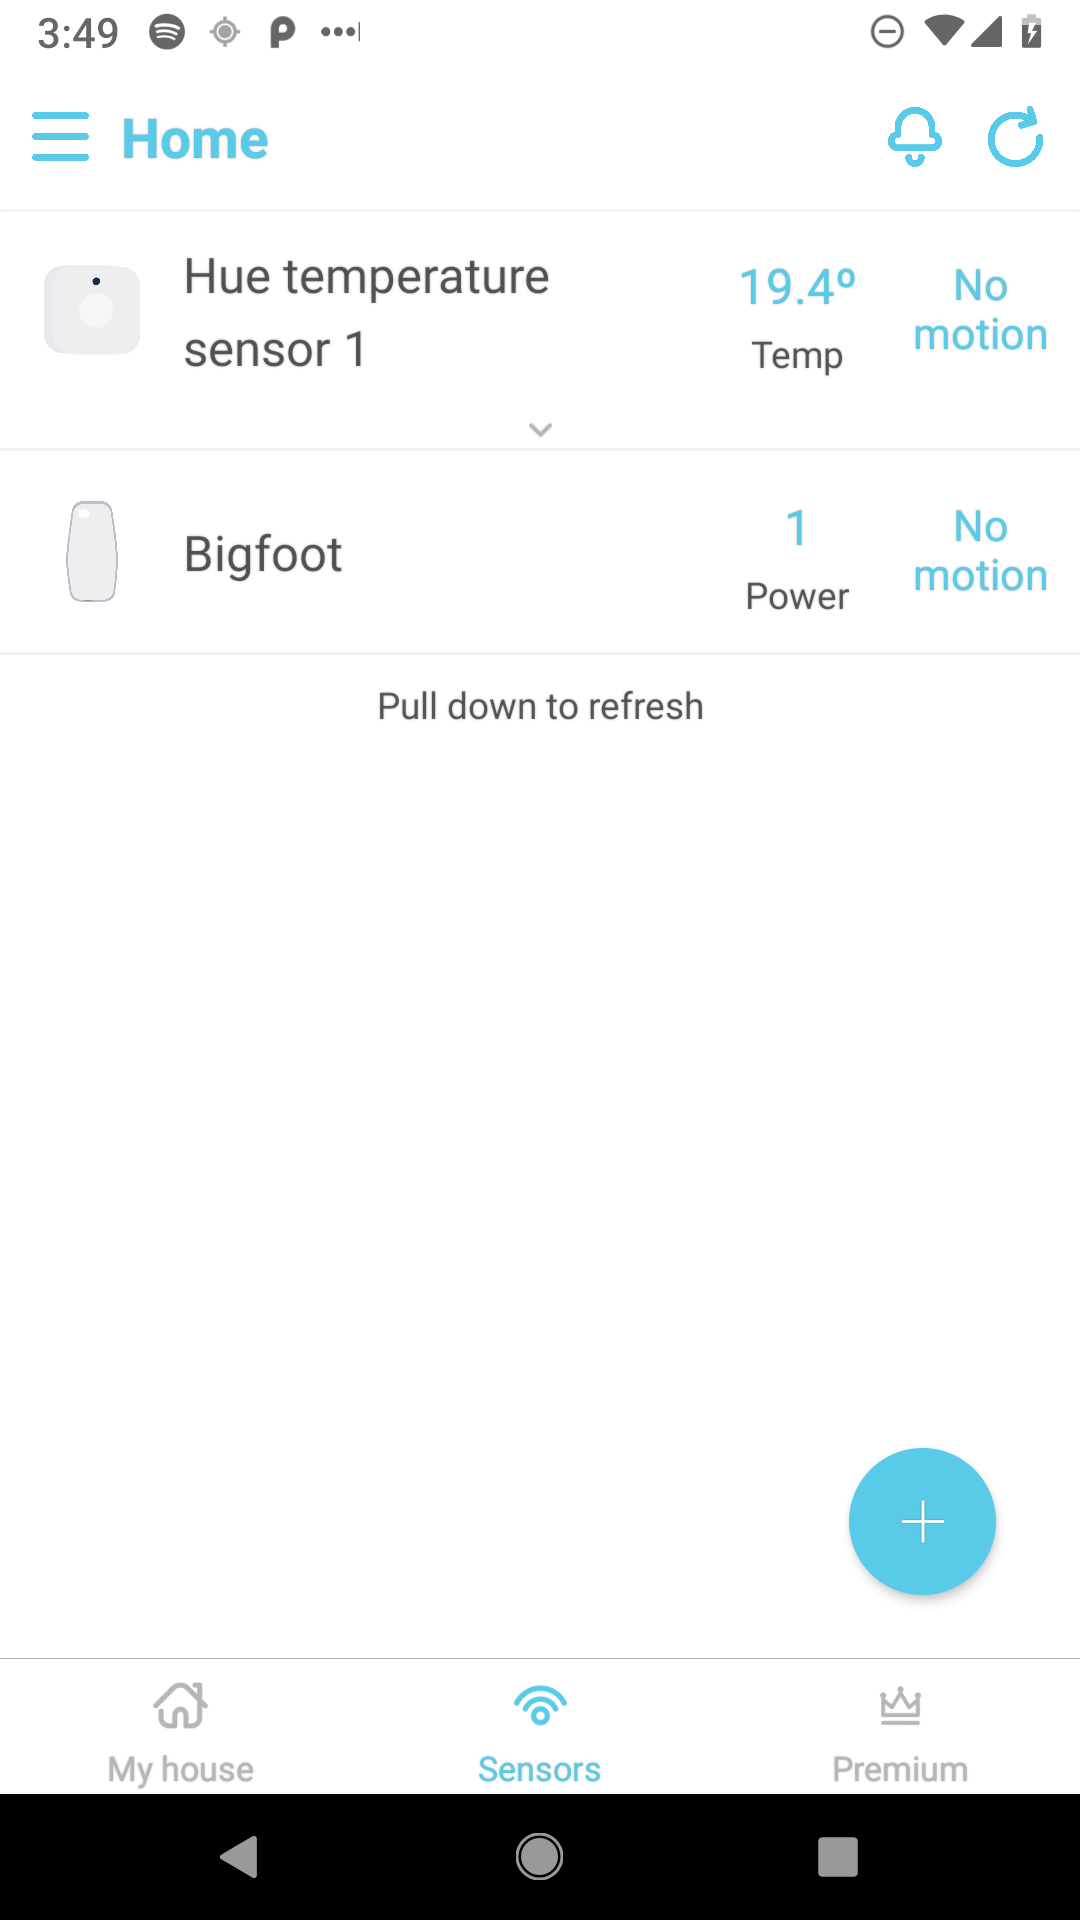 3:49
Home
Hue temperature
sensor 1
19.4º
Temp
No
motion
Bigfoot
1
Power
No
motion
Pull down to refresh
My house
Sensors
Premium